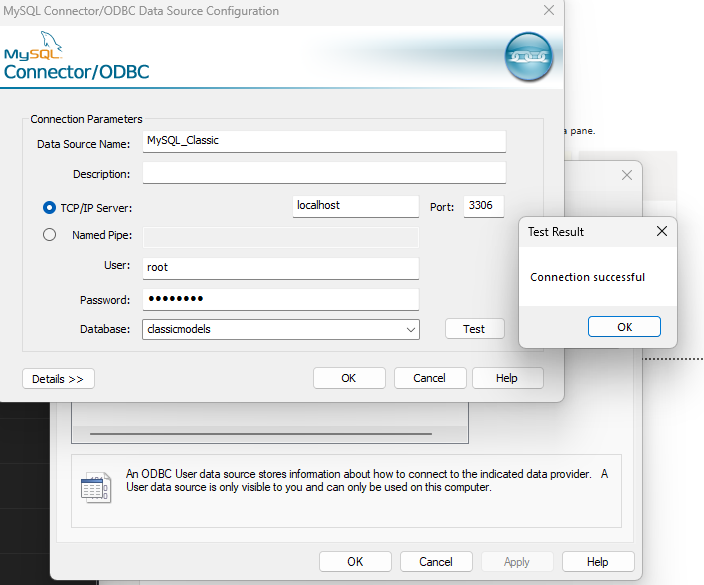 MySQL Connector/ODBC Data Source Configuration
MySQL
Connector/ODBC
Connection Parameters
Data Source Name: MySQL_Classic
Description:
TCP/IP Server: localhost Port: 3306
Named Pipe:
User: root
Password: ••••••••
Database: classicmodels Test
Details >> OK Cancel Help
a pane.
Test Result
Connection successful
OK
An ODBC User data source stores information about how to connect to the indicated data provider. A
User data source is only visible to you and can only be used on this computer.
OK Cancel Apply Help